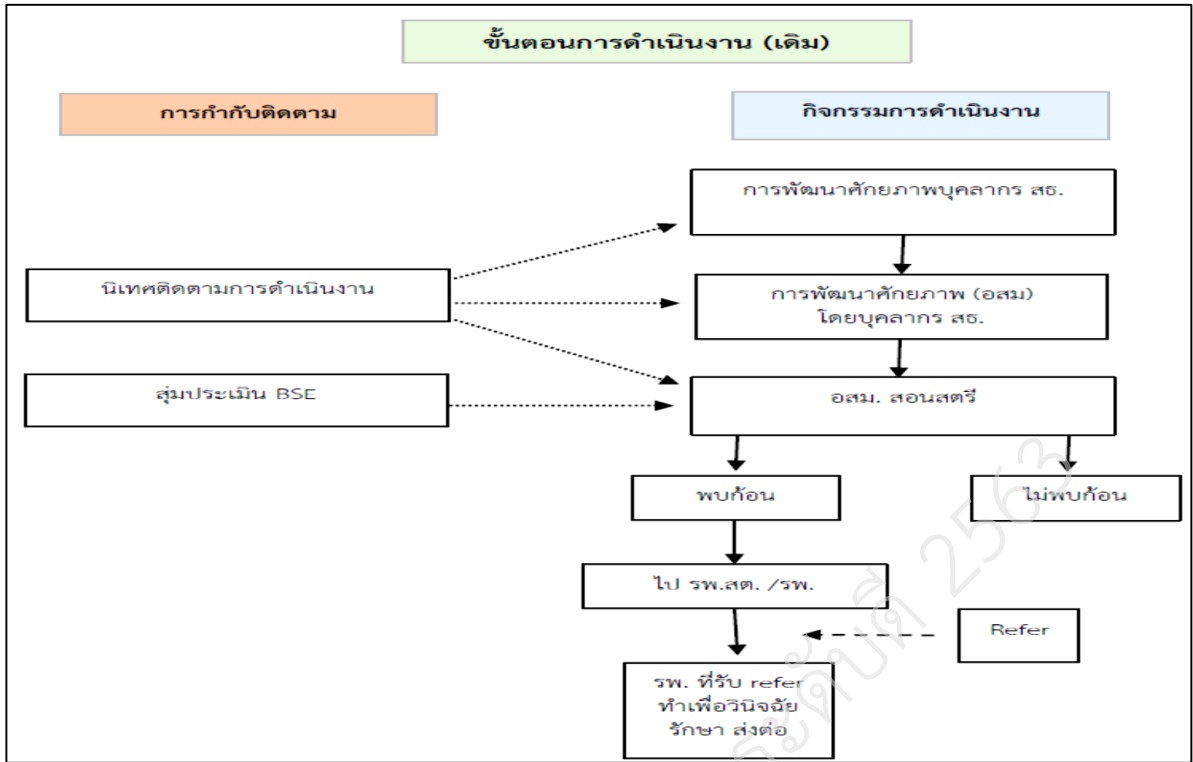 ขั้นตอนการดำเนินงาน (เดิม)
การกำกับติดตาม
กิจกรรมการดำเนินงาน
การพัฒนาศักยภาพบุคลากร สธ.
นิเทศติดตามการดำเนินงาน
การพัฒนาศักยภาพ (อสม)
โดยบุคลากร สธ.
สุ่มประเมิน BSE
อสม. สอนสตรี
พบก้อน
ไม่พบก้อน
ไป รพ.สต. /รพ.
Refer
รพ. ที่รับ refer
ทำเพื่อวินิจฉัย
รักษา ส่งต่อ
ระดับดี 2563